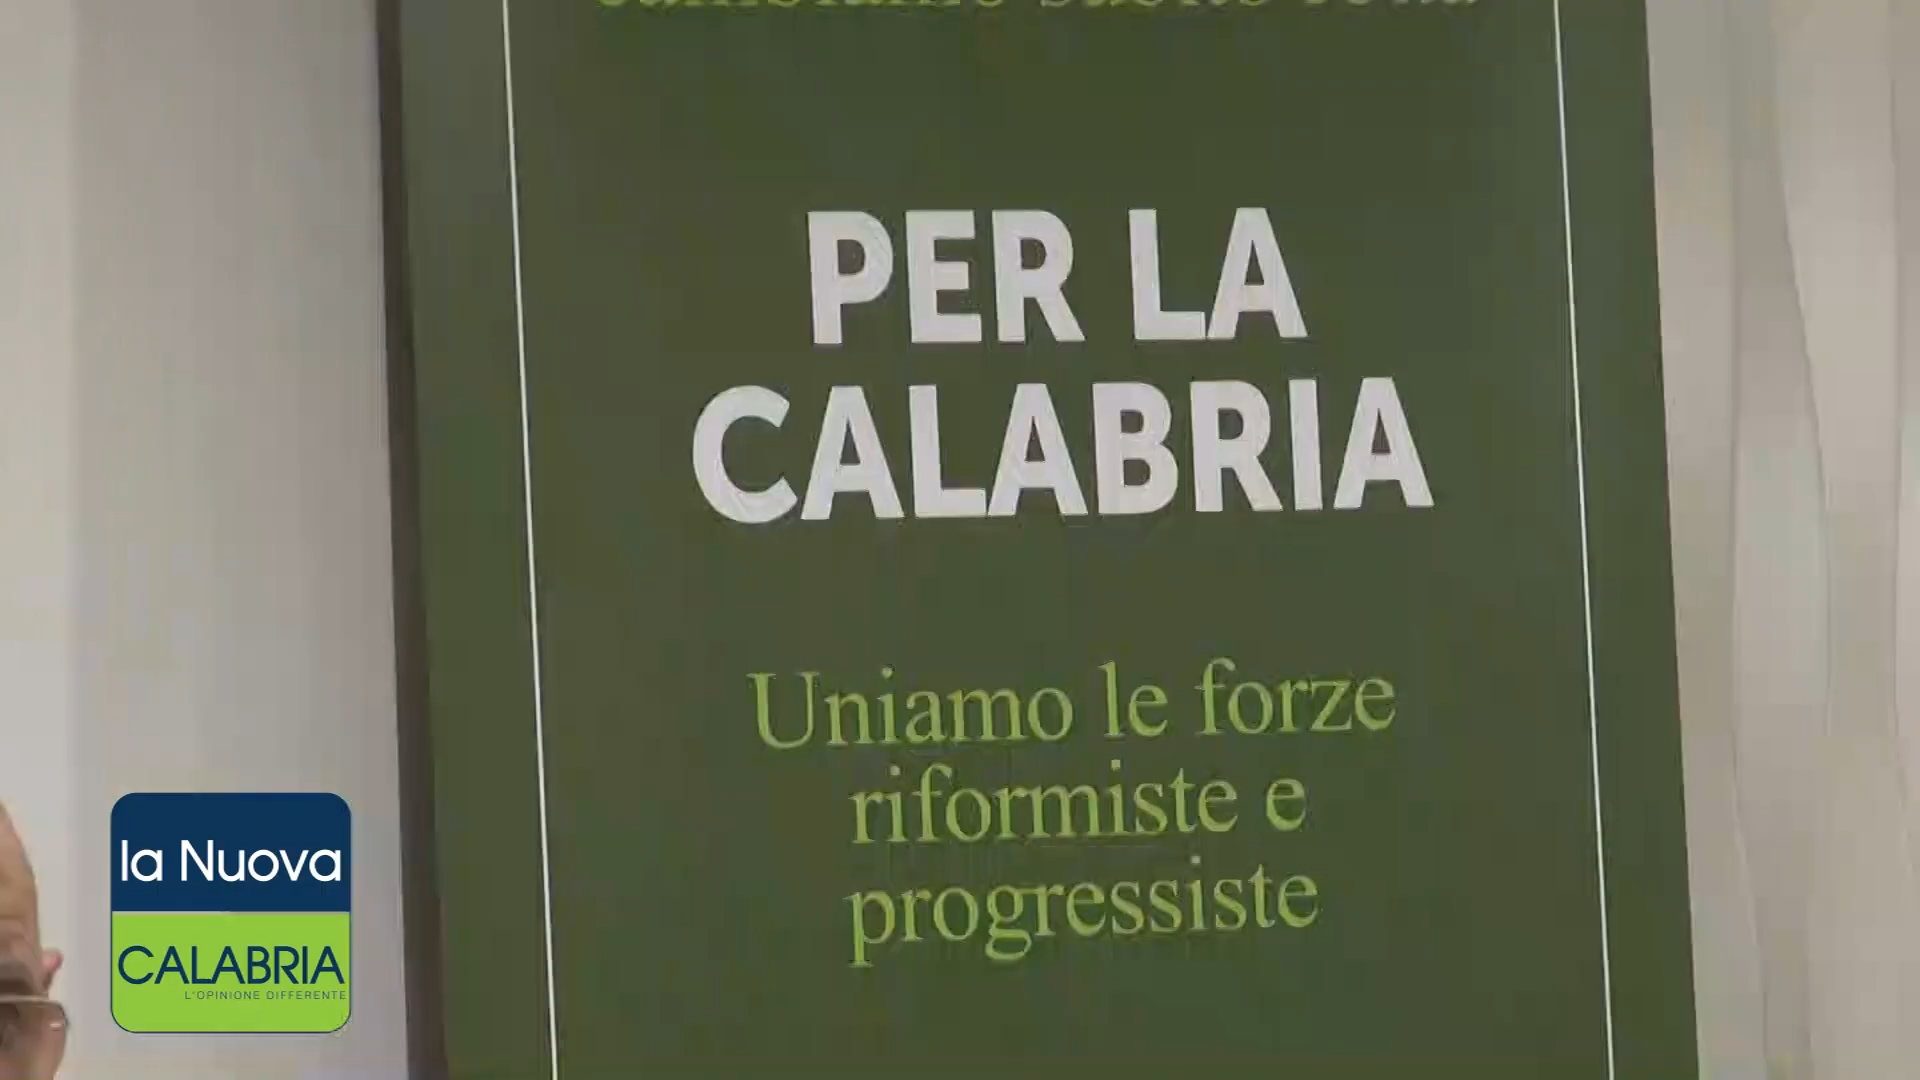 PER LA
CALABRIA
Uniamo le forze
riformiste e
progressiste
la Nuova
CALABRIA
L'OPINIONE DIFFERENTE